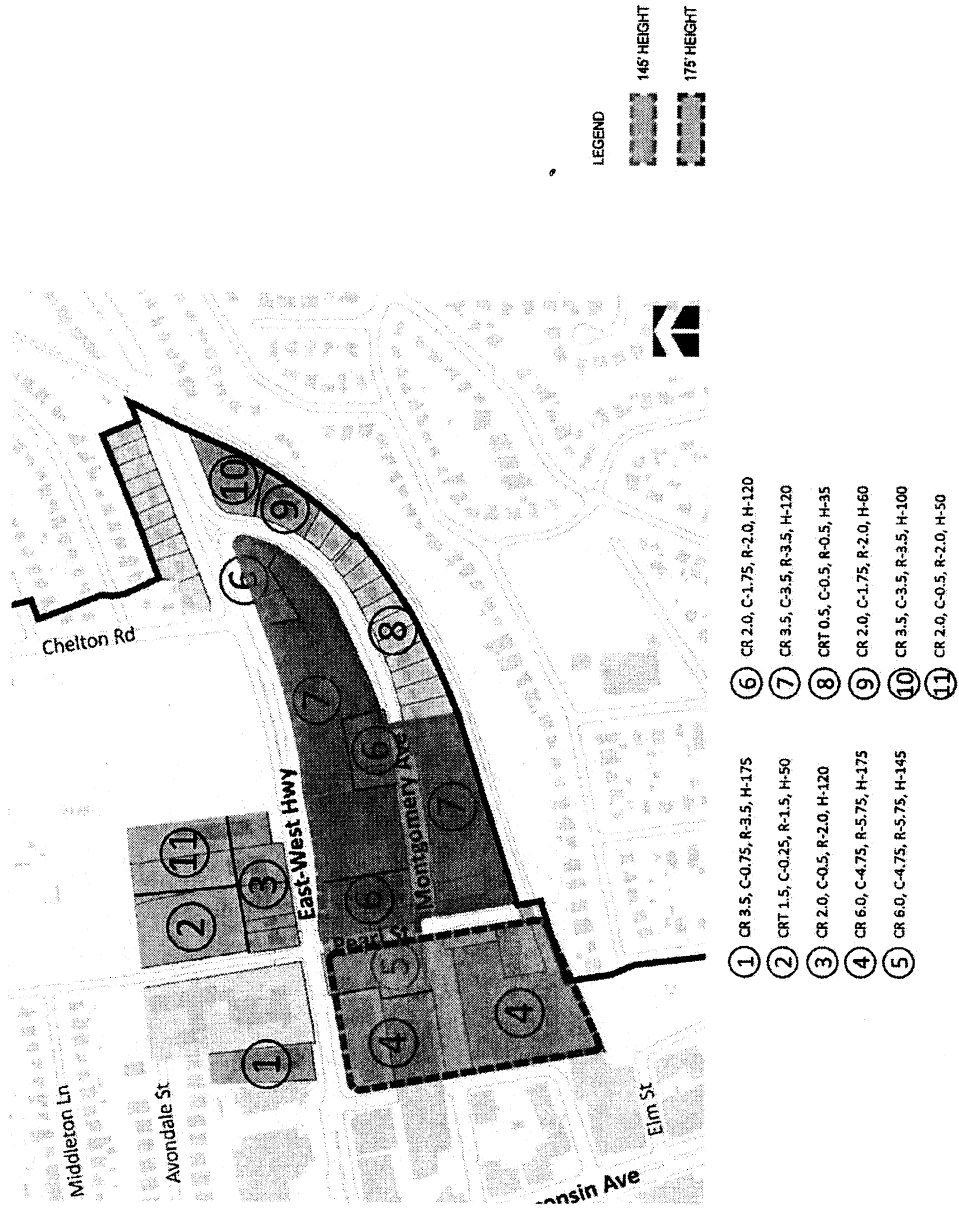 Middleton Ln
Avondale St
Chelton Rd
East-West Hwy
Pearl St
Montgomery Ave
Elm St
onsin Ave
1
2
3
11
4
4
5
6
6
6
7
7
8
9
10
LEGEND
145' HEIGHT
175' HEIGHT
1 CR 3.5, C-0.75, R-3.5, H-175
2 CRT 1.5, C-0.25, R-1.5, H-50
3 CR 2.0, C-0.5, R-2.0, H-120
4 CR 6.0, C-4.75, R-5.75, H-175
5 CR 6.0, C-4.75, R-5.75, H-145
6 CR 2.0, C-1.75, R-2.0, H-120
7 CR 3.5, C-3.5, R-3.5, H-120
8 CRT 0.5, C-0.5, R-0.5, H-35
9 CR 2.0, C-1.75, R-2.0, H-60
10 CR 3.5, C-3.5, R-3.5, H-100
11 CR 2.0, C-0.5, R-2.0, H-50